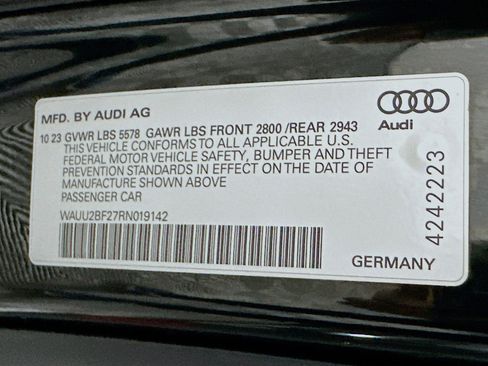 MFD. BY AUDI AG
10 23 GVWR LBS 5578 GAWR LBS FRONT 2800 /REAR 2943
THIS VEHICLE CONFORMS TO ALL APPLICABLE U.S.
FEDERAL MOTOR VEHICLE SAFETY, BUMPER AND THEFT
PREVENTION STANDARDS IN EFFECT ON THE DATE OF
MANUFACTURE SHOWN ABOVE
PASSENGER CAR
WAUU2BF27RN019142
Audi
4242223
GERMANY